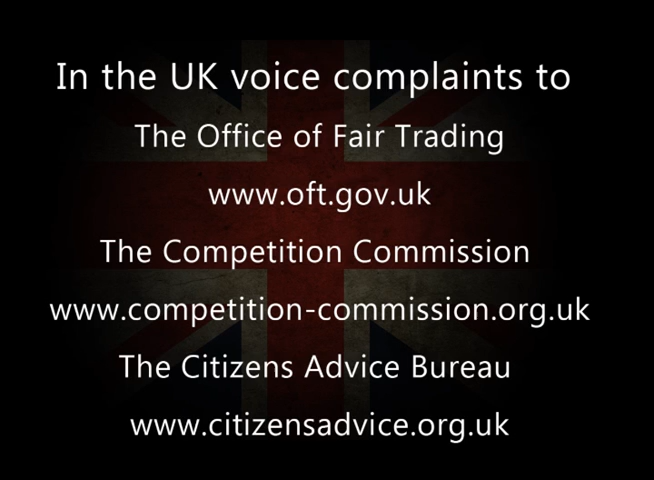 In the UK voice complaints to
The Office of Fair Trading
www.oft.gov.uk
The Competition Commission
www.competition-commission.org.uk
The Citizens Advice Bureau
www.citizensadvice.org.uk